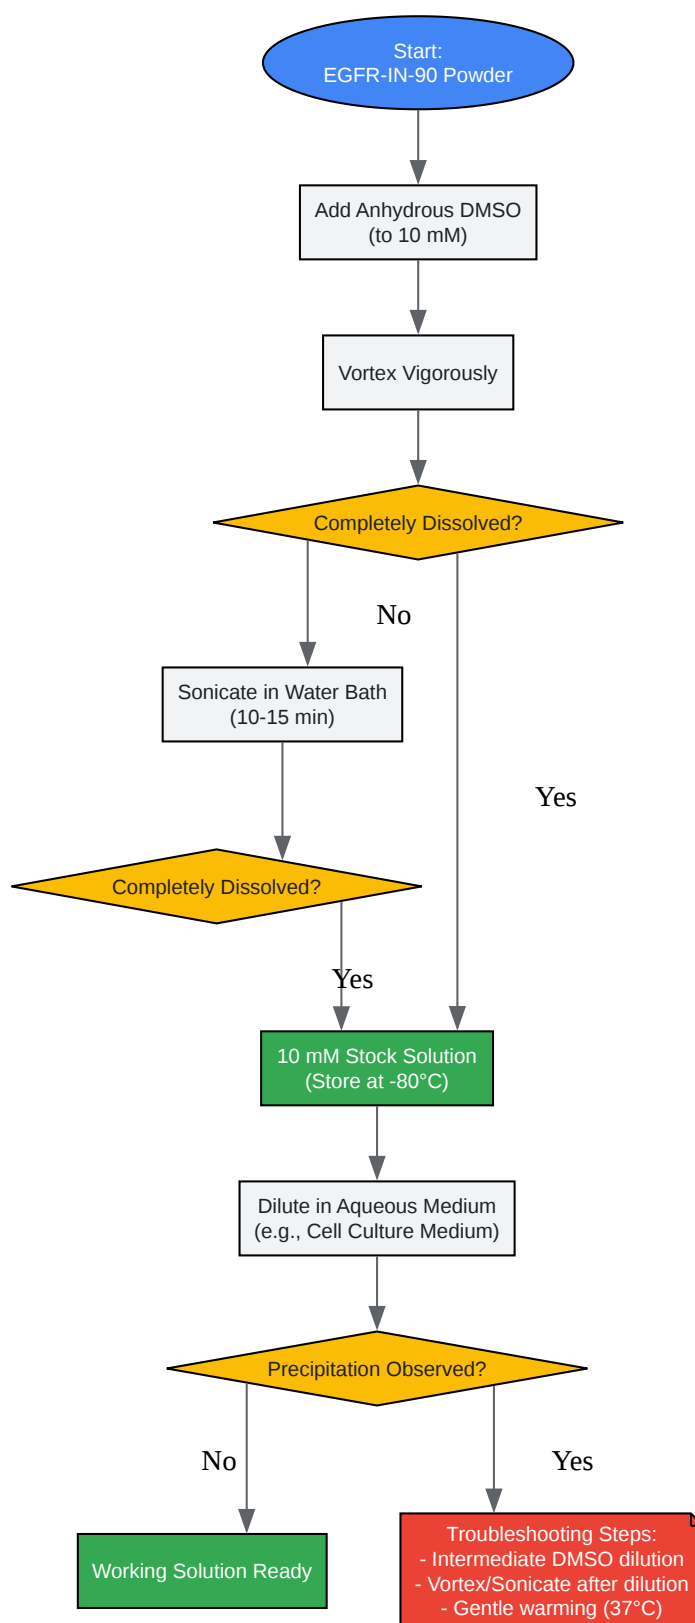 Start:
EGFR-IN-90 Powder
Add Anhydrous DMSO
(to 10 mM)
Vortex Vigorously
Completely Dissolved?
No
Sonicate in Water Bath
(10-15 min)
Yes
Completely Dissolved?
Yes
10 mM Stock Solution
(Store at -80°C)
Dilute in Aqueous Medium
(e.g., Cell Culture Medium)
Precipitation Observed?
No
Yes
Working Solution Ready
Troubleshooting Steps:
- Intermediate DMSO dilution
- Vortex/Sonicate after dilution
- Gentle warming (37°C)